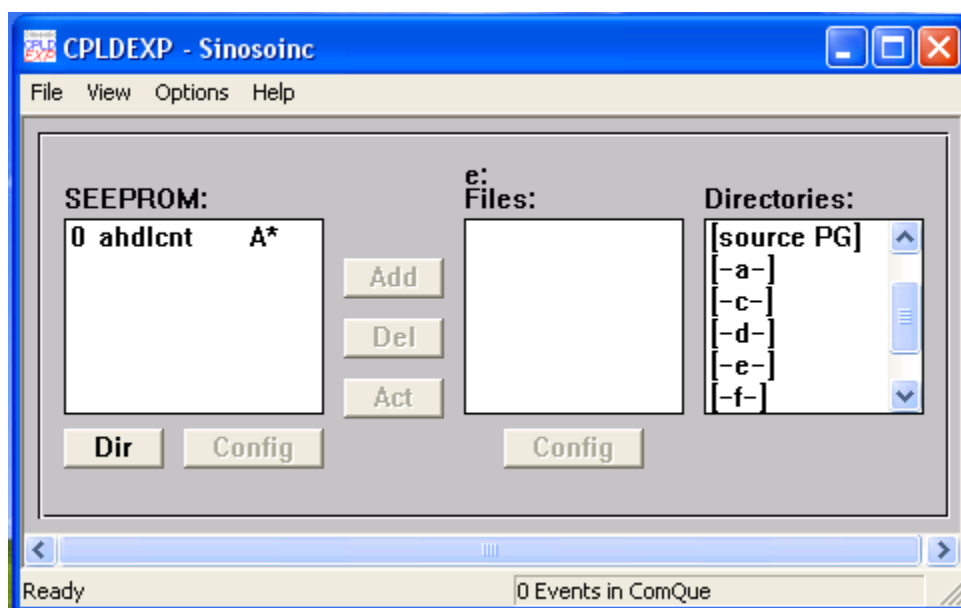 CPLDEXP - Sinosoinc
File View Options Help
e:
SEEPROM: Files: Directories:
0 ahdlcnt A*
[source PG]
[-a-]
[-c-]
[-d-]
[-e-]
[-f-]
Add
Del
Act
Dir Config Config
Ready 0 Events in ComQue